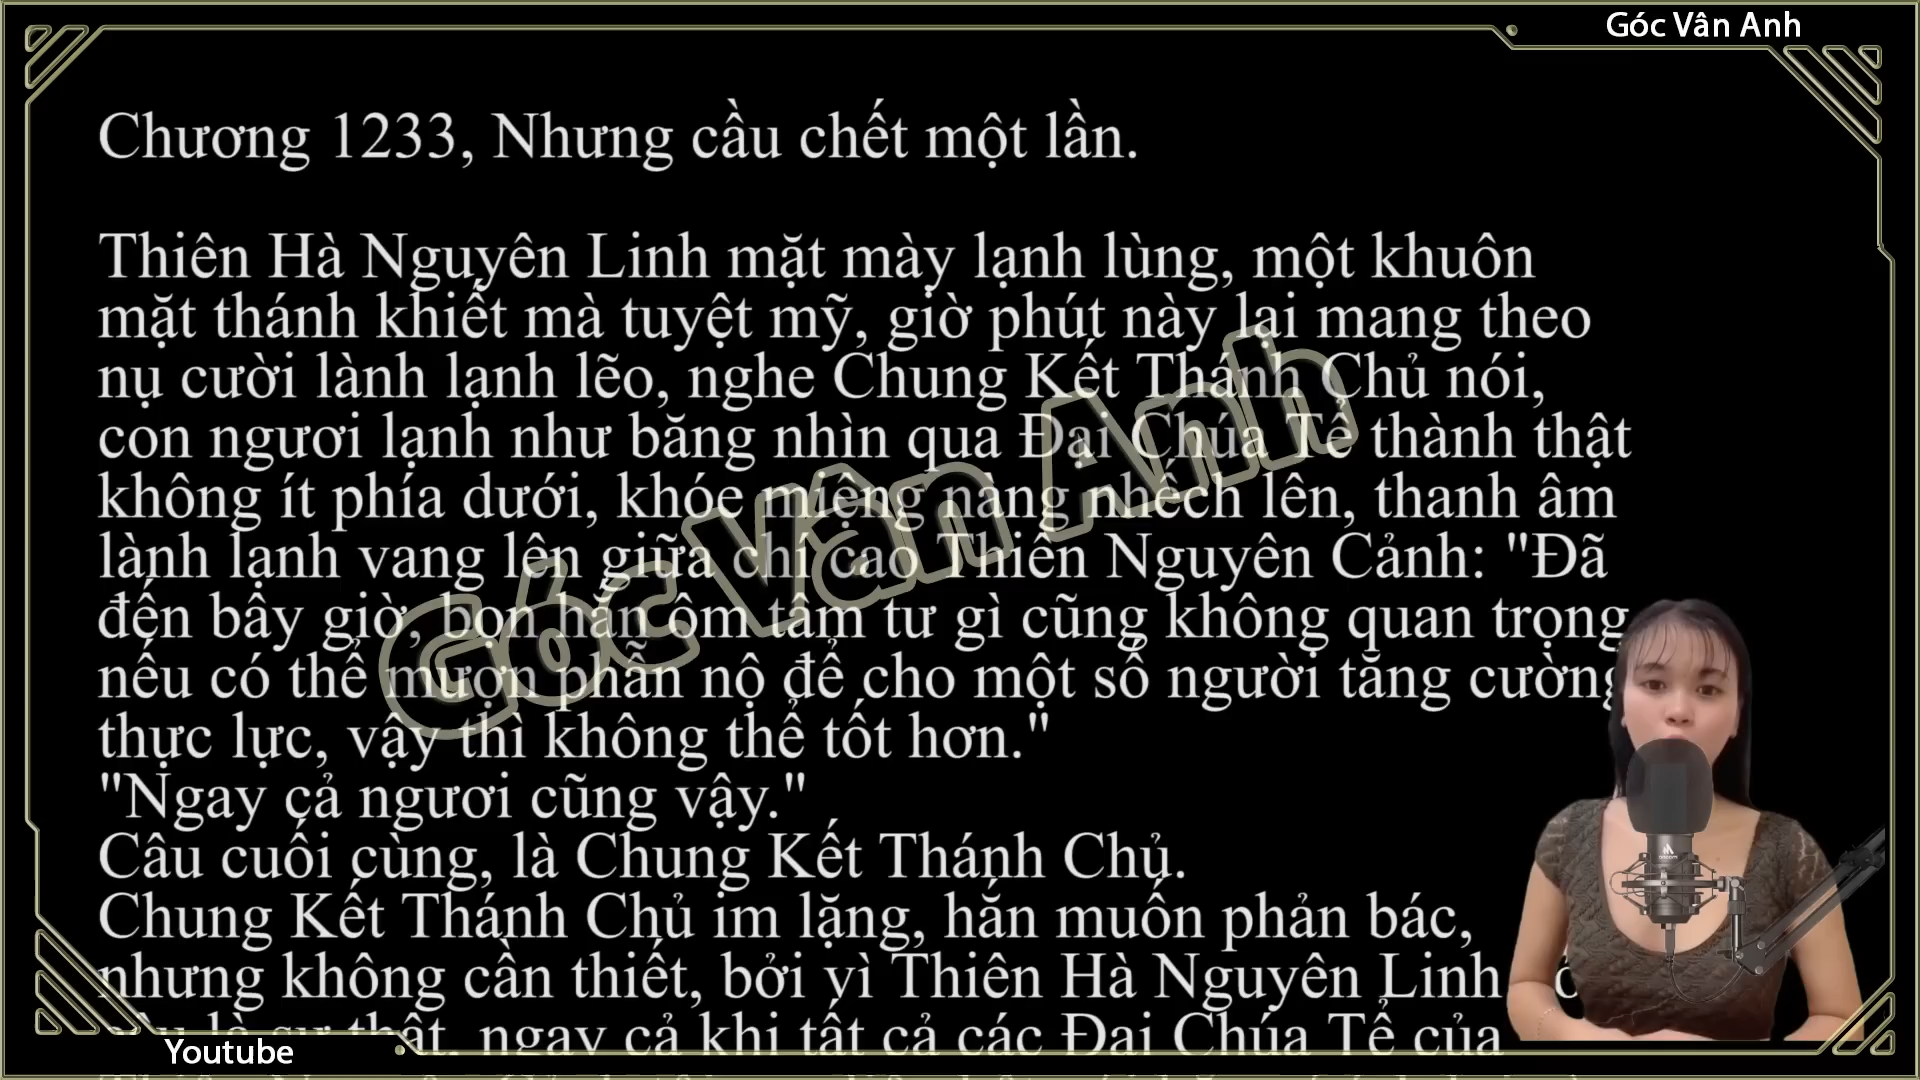 Góc Vân Anh
Chương 1233, Nhưng cầu chết một lần.
Thiên Hà Nguyên Linh mặt mày lạnh lùng, một khuôn
mặt thánh khiết mà tuyệt mỹ, giờ phút này lại mang theo
nụ cười lành lạnh lẽo, nghe Chung Kết Thánh Chủ nói,
con ngươi lạnh như băng nhìn qua Đại Chúa Tể thành thật
không ít phía dưới, khóe miệng nàng nhếch lên, thanh âm
lành lạnh vang lên giữa chí cao Thiên Nguyên Cảnh: "Đã
đến bây giờ, bọn hắn ôm tâm tư gì cũng không quan trọng
nếu có thể mượn phẫn nộ để cho một số người tăng cường
thực lực, vậy thì không thể tốt hơn."
"Ngay cả ngươi cũng vậy."
Câu cuối cùng, là Chung Kết Thánh Chủ.
Chung Kết Thánh Chủ im lặng, hắn muốn phản bác,
nhưng không cần thiết, bởi vì Thiên Hà Nguyên Linh
là sự thật, ngay cả khi tất cả các Đại Chúa Tể của
Góc Vân Anh
Youtube